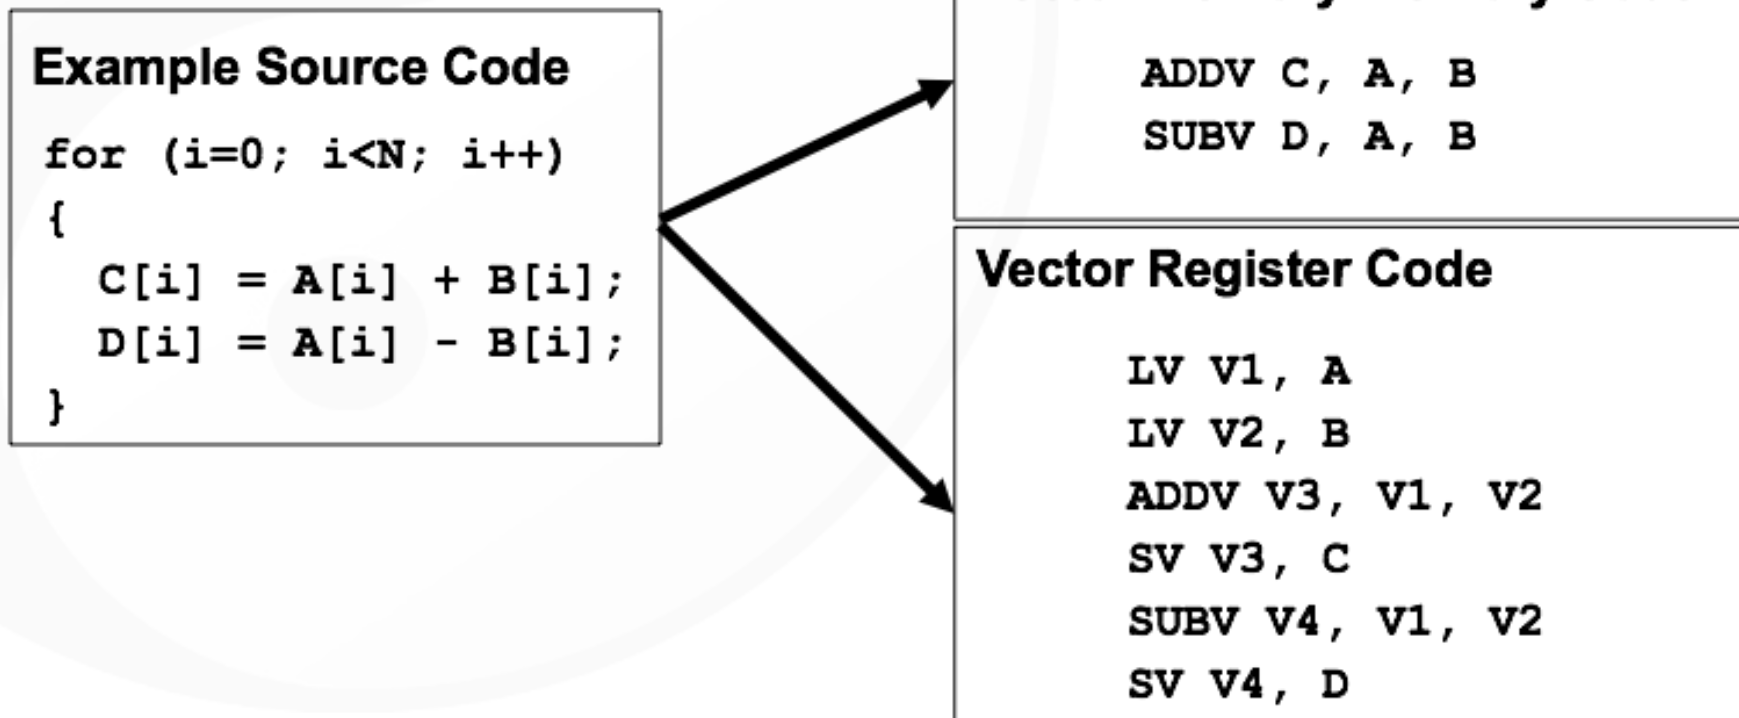 Example Source Code
for (i=0; i<N; i++)
{
C[i] = A[i] + B[i];
D[i] = A[i] - B[i];
}
ADDV C, A, B
SUBV D, A, B
Vector Register Code
LV V1, A
LV V2, B
ADDV V3, V1, V2
SV V3, C
SUBV V4, V1, V2
SV V4, D